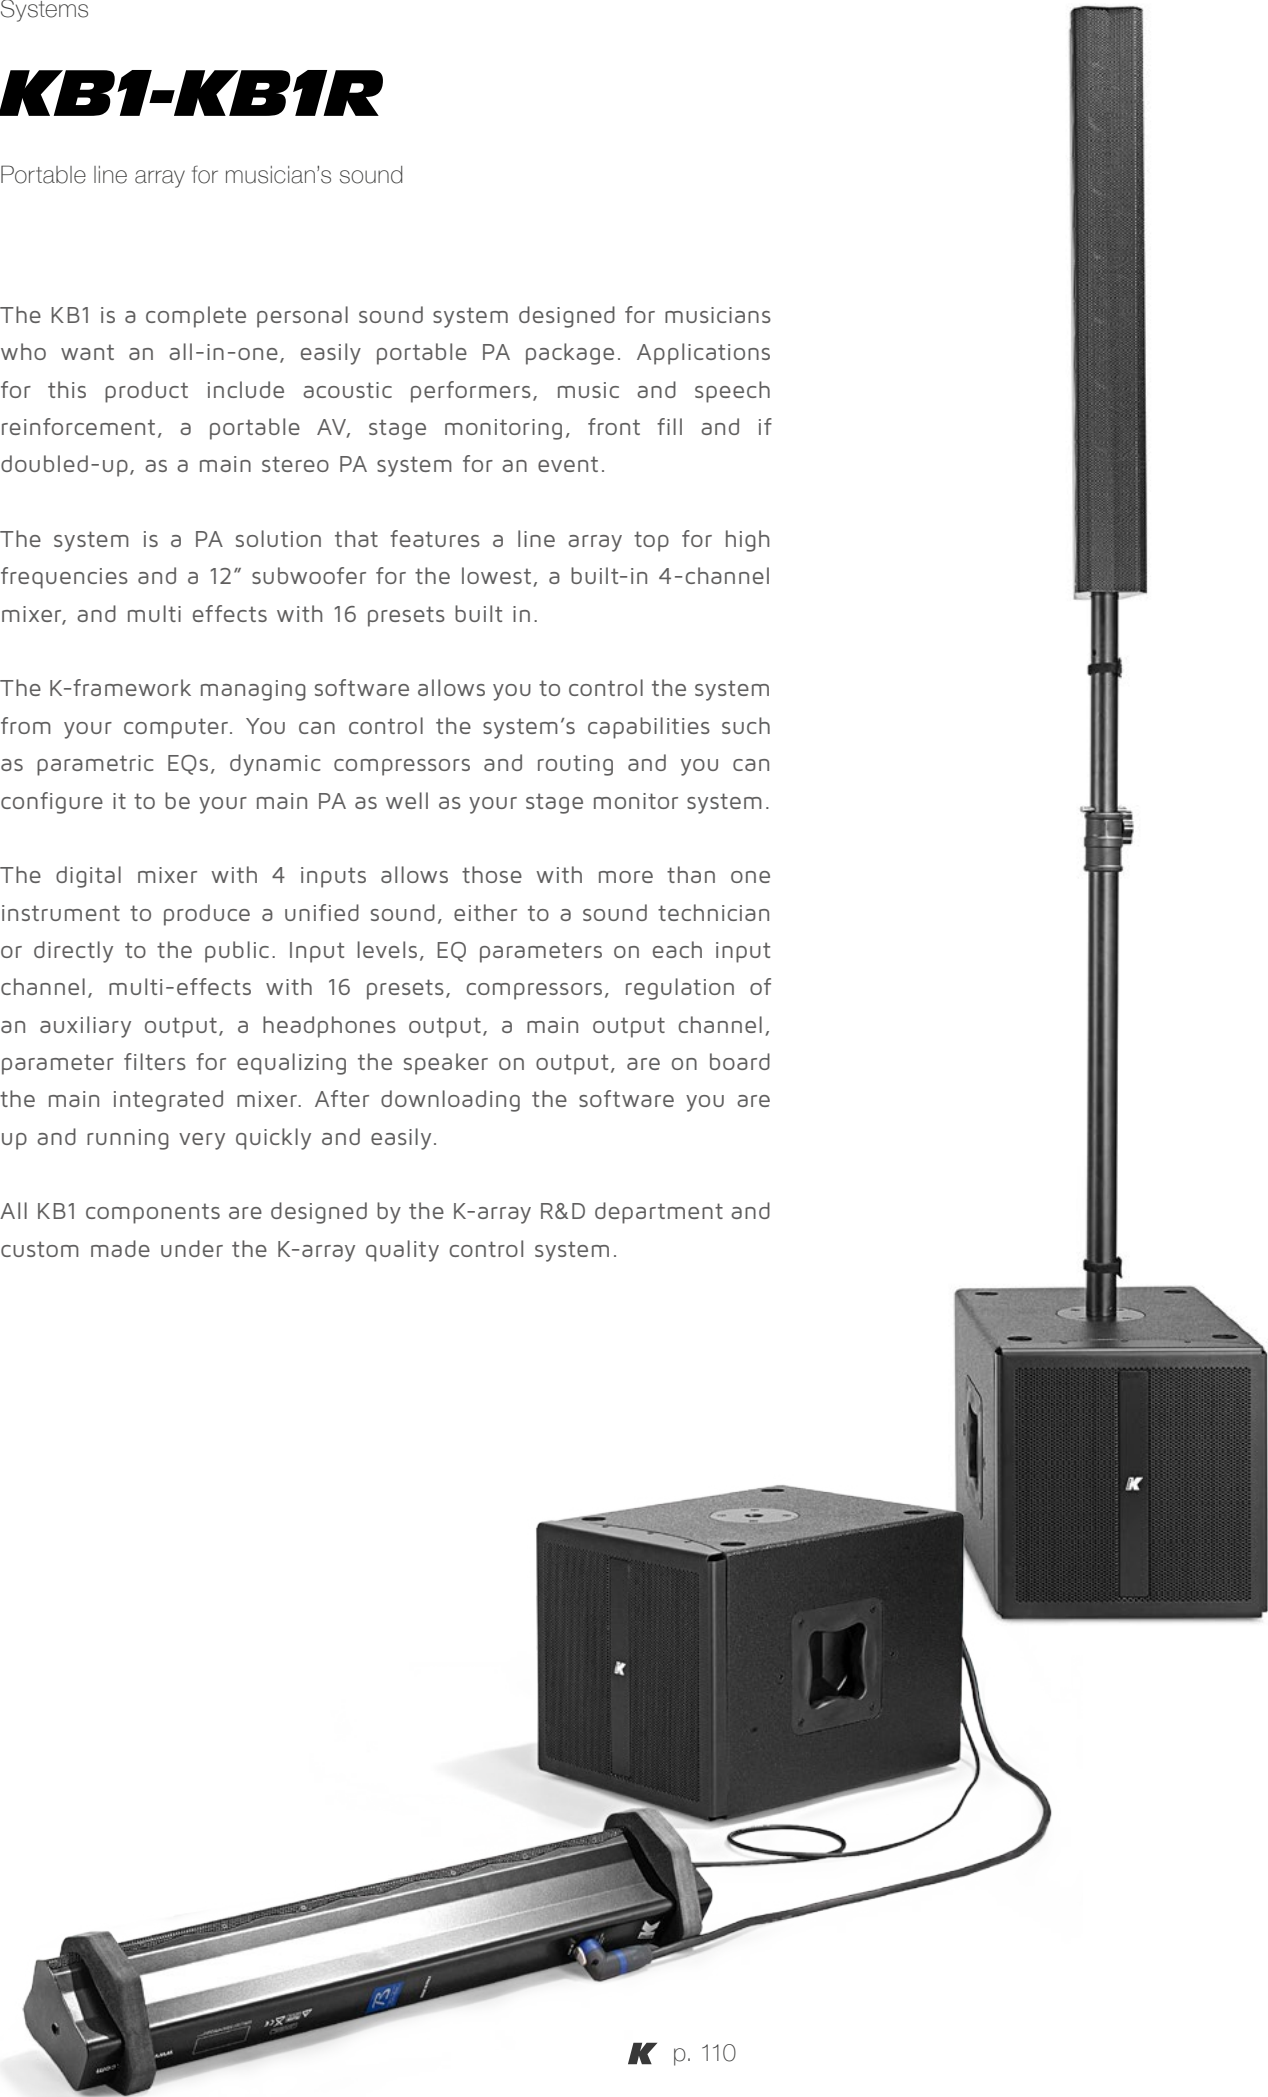 Systems
KB1-KB1R
Portable line array for musician's sound
The KB1 is a complete personal sound system designed for musicians
who want an all-in-one, easily portable PA package. Applications
for this product include acoustic performers, music and speech
reinforcement, a portable AV, stage monitoring, front fill and if
doubled-up, as a main stereo PA system for an event.
The system is a PA solution that features a line array top for high
frequencies and a 12” subwoofer for the lowest, a built-in 4-channel
mixer, and multi effects with 16 presets built in.
The K-framework managing software allows you to control the system
from your computer. You can control the system’s capabilities such
as parametric EQs, dynamic compressors and routing and you can
configure it to be your main PA as well as your stage monitor system.
The digital mixer with 4 inputs allows those with more than one
instrument to produce a unified sound, either to a sound technician
or directly to the public. Input levels, EQ parameters on each input
channel, multi-effects with 16 presets, compressors, regulation of
an auxiliary output, a headphones output, a main output channel,
parameter filters for equalizing the speaker on output, are on board
the main integrated mixer. After downloading the software you are
up and running very quickly and easily.
All KB1 components are designed by the K-array R&D department and
custom made under the K-array quality control system.
K
K
K
K p. 110